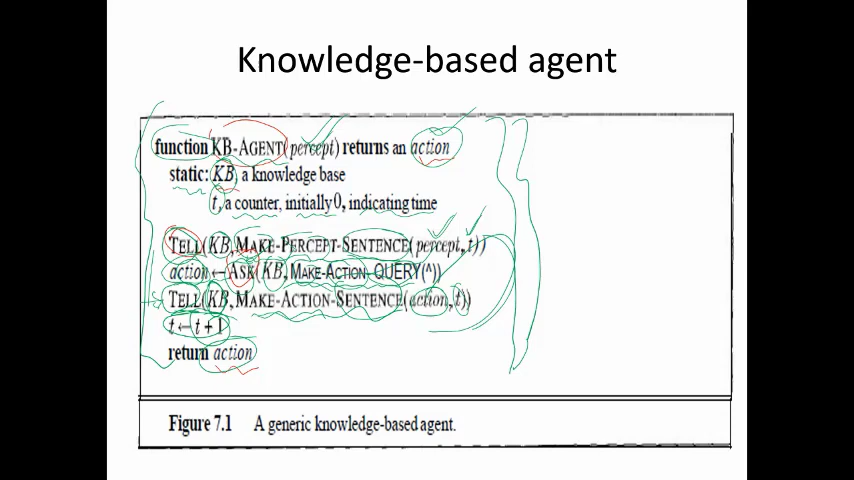 Knowledge-based agent
function KB-AGENT(percept) returns an action
static: KB, a knowledge base
t, a counter, initially 0, indicating time
TELL(KB, MAKE-PERCEPT-SENTENCE(percept, t))
action ← ASK(KB, MAKE-ACTION-QUERY(^))
TELL(KB, MAKE-ACTION-SENTENCE(action, t))
t ← t + 1
return action
Figure 7.1 A generic knowledge-based agent.